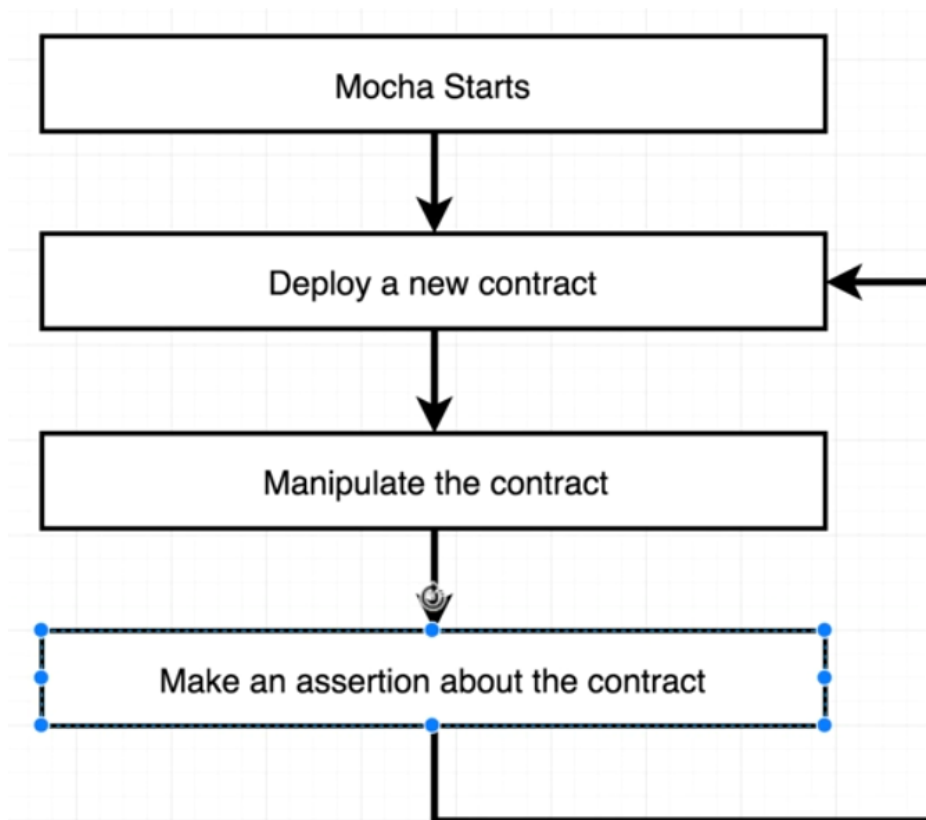 Mocha Starts
Deploy a new contract
Manipulate the contract
Make an assertion about the contract